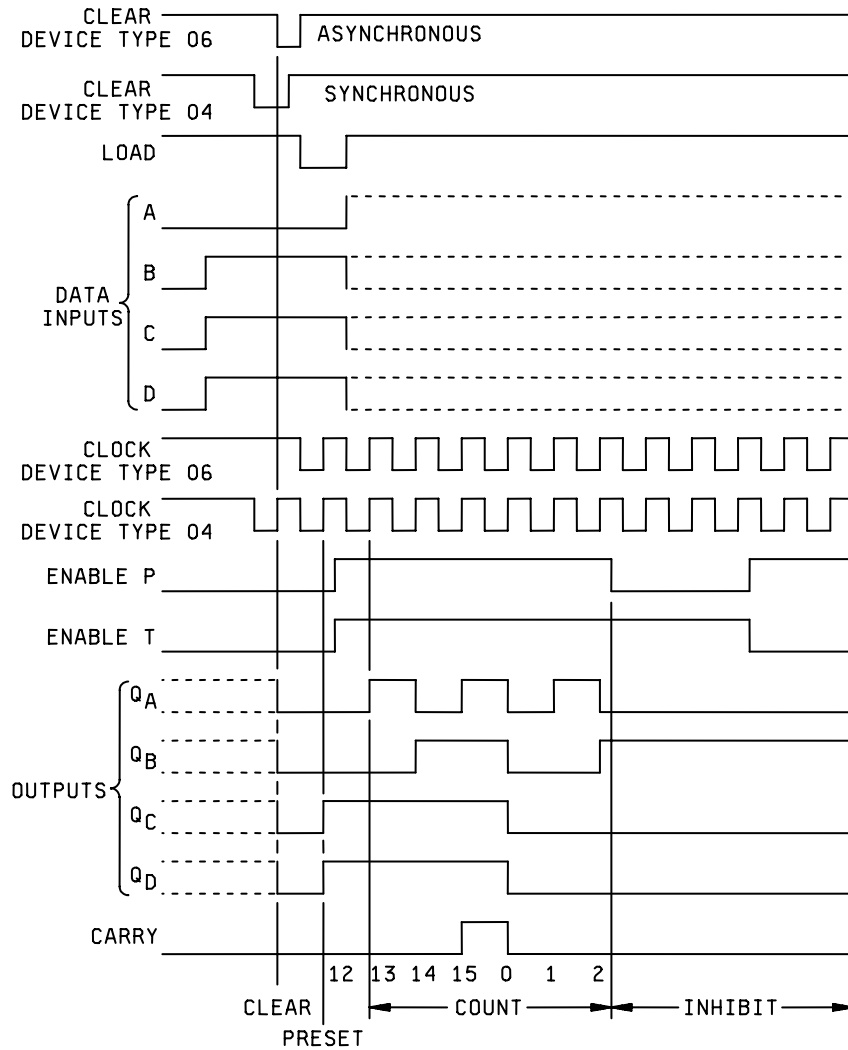 CLEAR
DEVICE TYPE 06
ASYNCHRONOUS
CLEAR
DEVICE TYPE 04
SYNCHRONOUS
LOAD
A
B
DATA
INPUTS
C
D
CLOCK
DEVICE TYPE 06
CLOCK
DEVICE TYPE 04
ENABLE P
ENABLE T
QA
QB
OUTPUTS
QC
QD
CARRY
12 13 14 15 0 1 2
CLEAR
COUNT
INHIBIT
PRESET